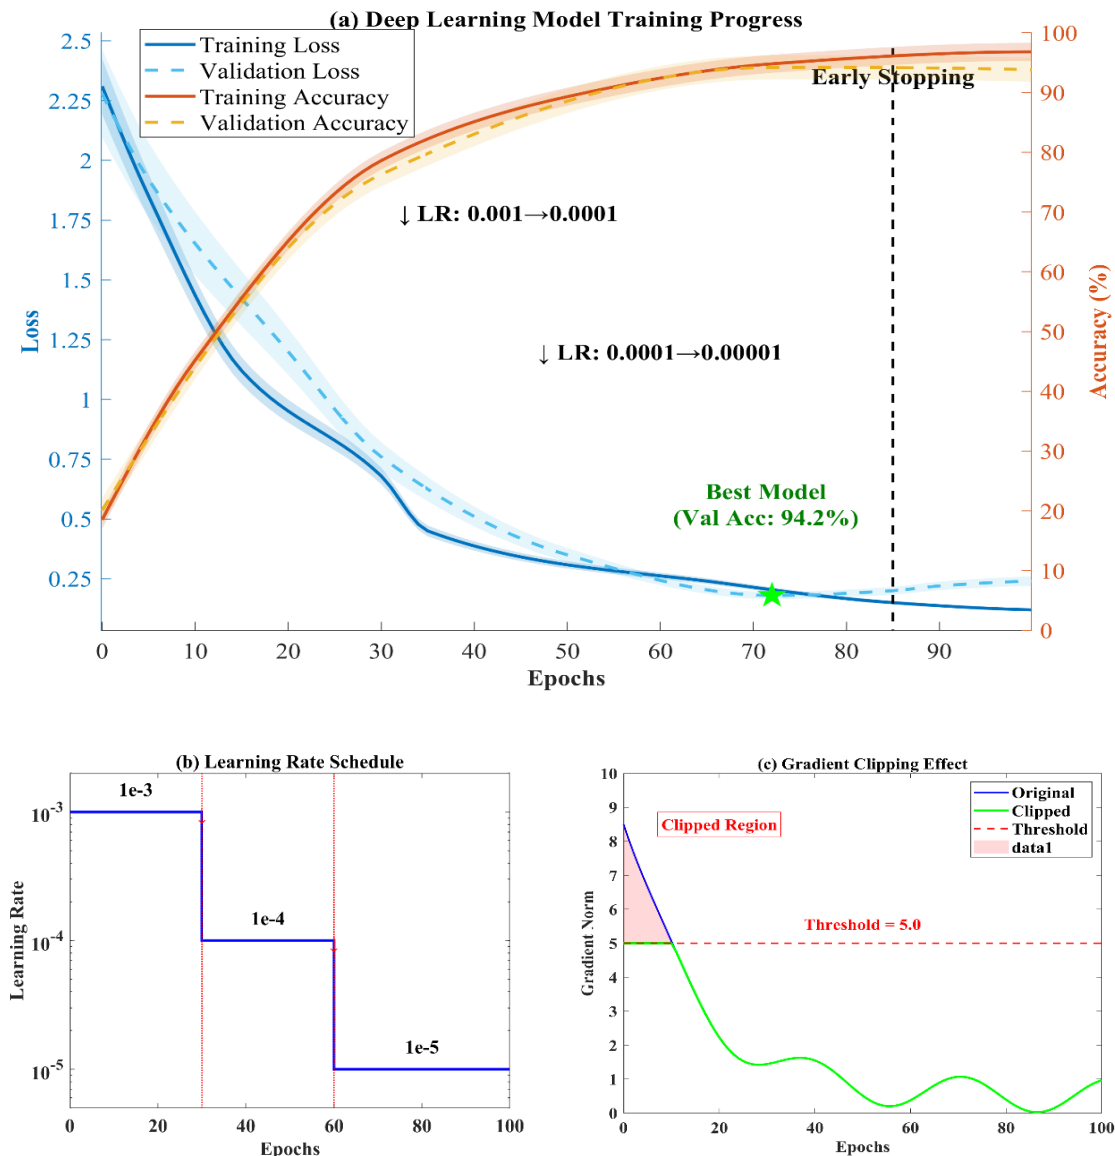 (a) Deep Learning Model Training Progress
Training Loss
Validation Loss
Training Accuracy
Validation Accuracy
Early Stopping
↓ LR: 0.001→0.0001
↓ LR: 0.0001→0.00001
Best Model
(Val Acc: 94.2%)
Loss
2.5
2.25
2
1.75
1.5
1.25
1
0.75
0.5
0.25
Accuracy (%)
100
90
80
70
60
50
40
30
20
10
0
0 10 20 30 40 50 60 70 80 90
Epochs
(b) Learning Rate Schedule
1e-3
1e-4
1e-5
Learning Rate
10^-3
10^-4
10^-5
0 20 40 60 80 100
Epochs
(c) Gradient Clipping Effect
Original
Clipped
Threshold
data1
Clipped Region
Threshold = 5.0
Gradient Norm
10
9
8
7
6
5
4
3
2
1
0
0 20 40 60 80 100
Epochs